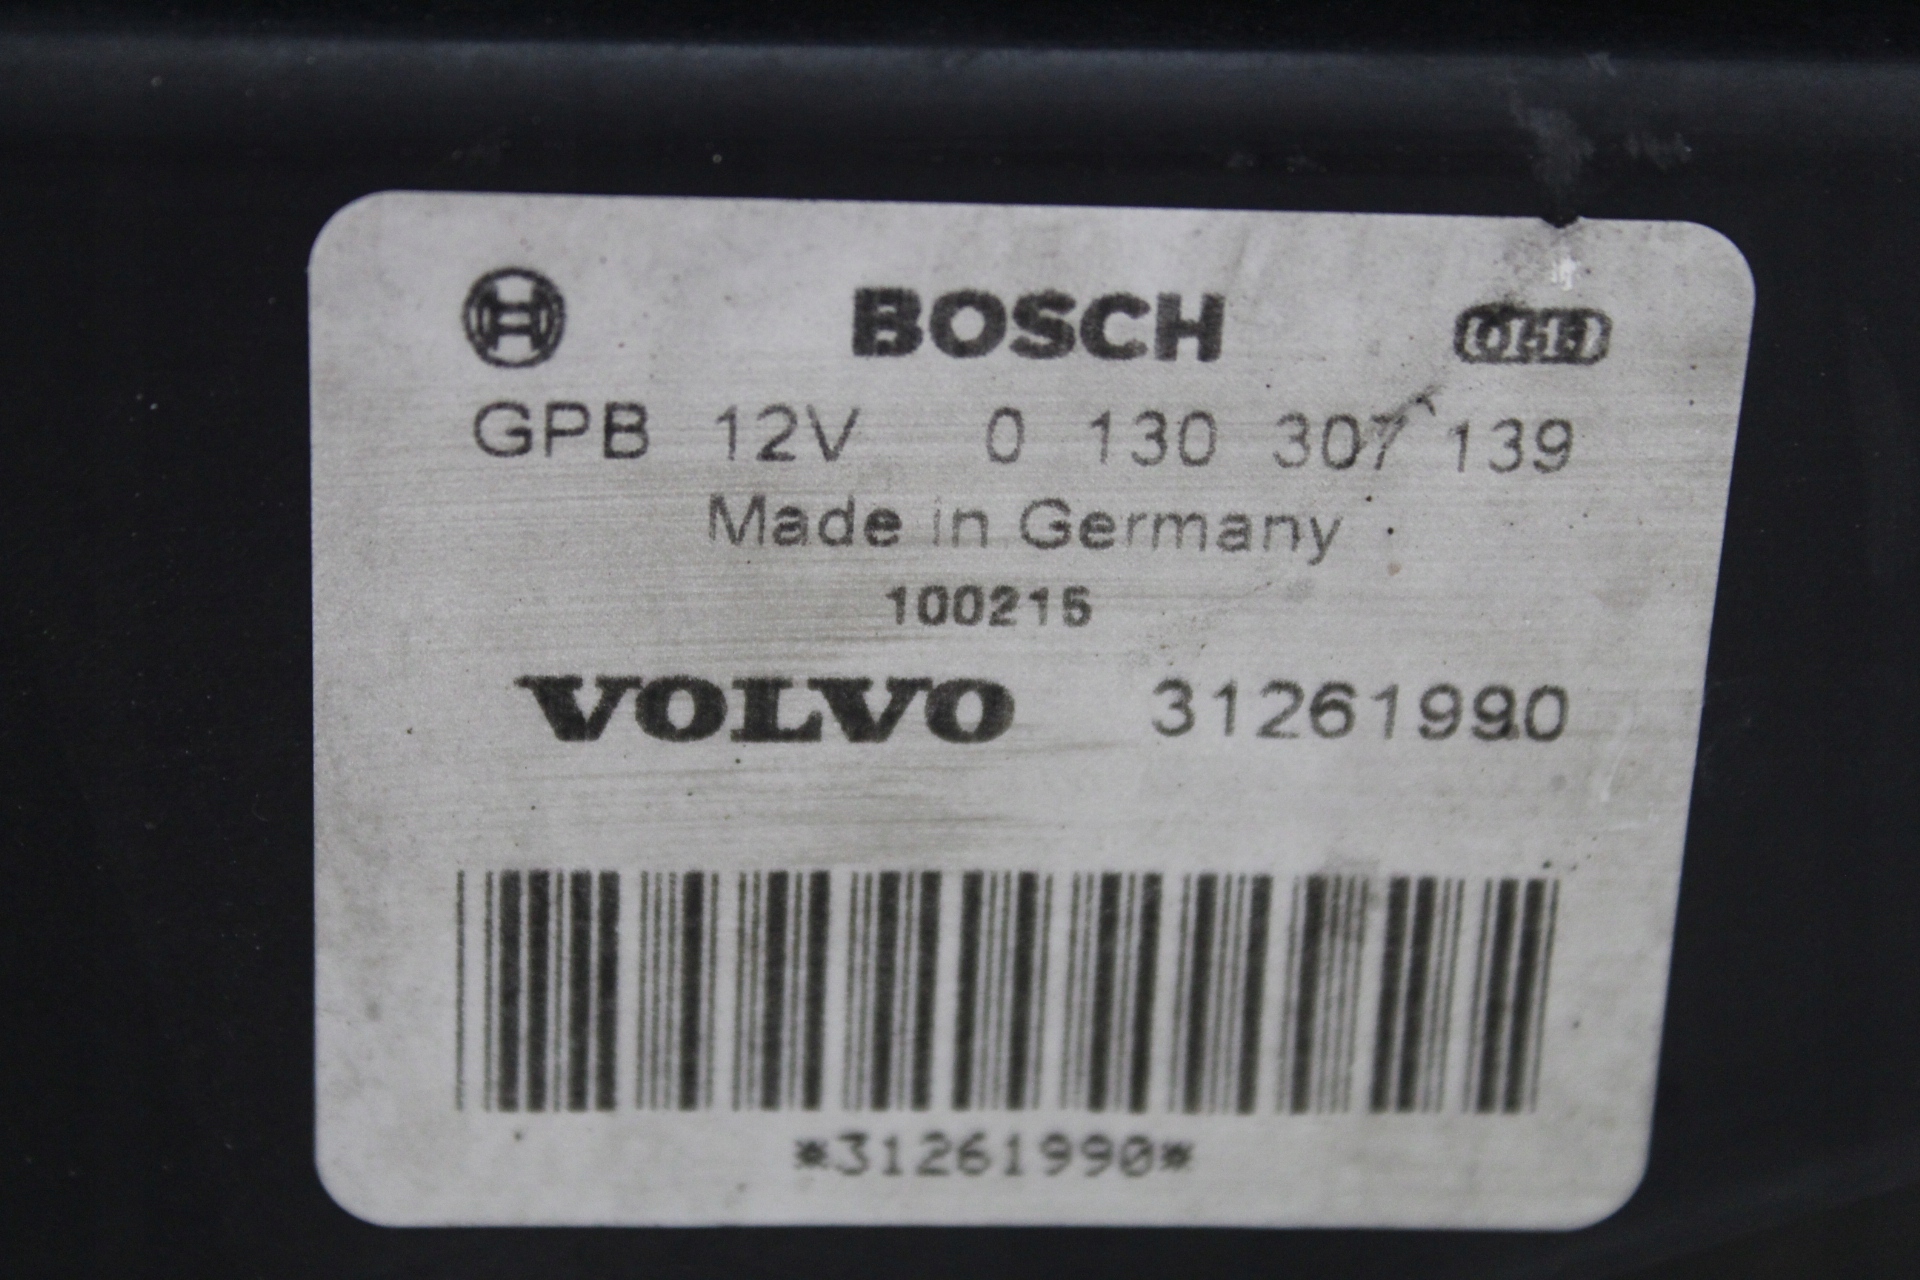 BOSCH
GPB 12V 0 130 307 139
Made in Germany
100215
VOLVO 31261990
*31261990*